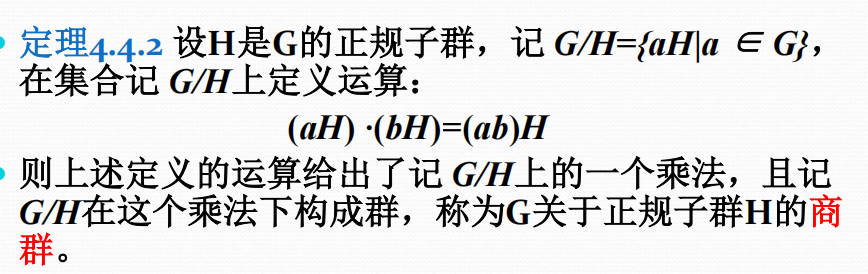 • 定理4.4.2 设H是G的正规子群，记 G/H={aH|a ∈ G}，
在集合记 G/H上定义运算：
(aH) ·(bH)=(ab)H
• 则上述定义的运算给出了记 G/H上的一个乘法，且记
G/H在这个乘法下构成群，称为G关于正规子群H的商
群。